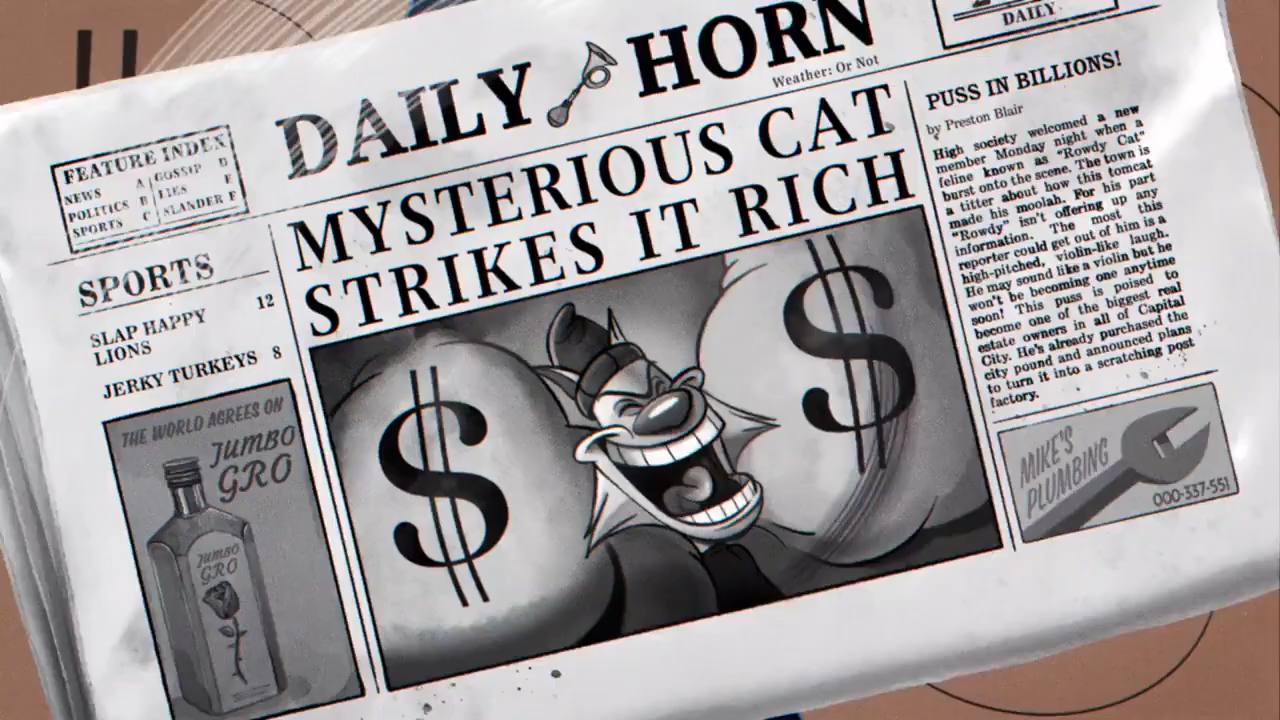 DAILY HORN
Weather: Or Not
DAILY
FEATURE INDEX
NEWS A
POLITICS B
SPORTS C
GOSSIP D
LIES E
SLANDER F
SPORTS
SLAP HAPPY
LIONS 12
JERKY TURKEYS 8
THE WORLD AGREES ON
JUMBO
GRO
JUMBO
GRO
MYSTERIOUS CAT
STRIKES IT RICH
$
$
PUSS IN BILLIONS!
by Preston Blair
High society welcomed a new
member Monday night when a
feline known as "Rowdy Cat"
burst onto the scene. The town is
a titter about how this tomcat
made his moolah. For his part
"Rowdy" isn't offering up any
information. The most this
reporter could get out of him is a
high-pitched, violin-like laugh.
He may sound like a violin but he
won't be becoming one anytime
soon! This puss is poised to
become one of the biggest real
estate owners in all of Capital
City. He's already purchased the
city pound and announced plans
to turn it into a scratching post
factory.
MIKE'S
PLUMBING
000-337-551